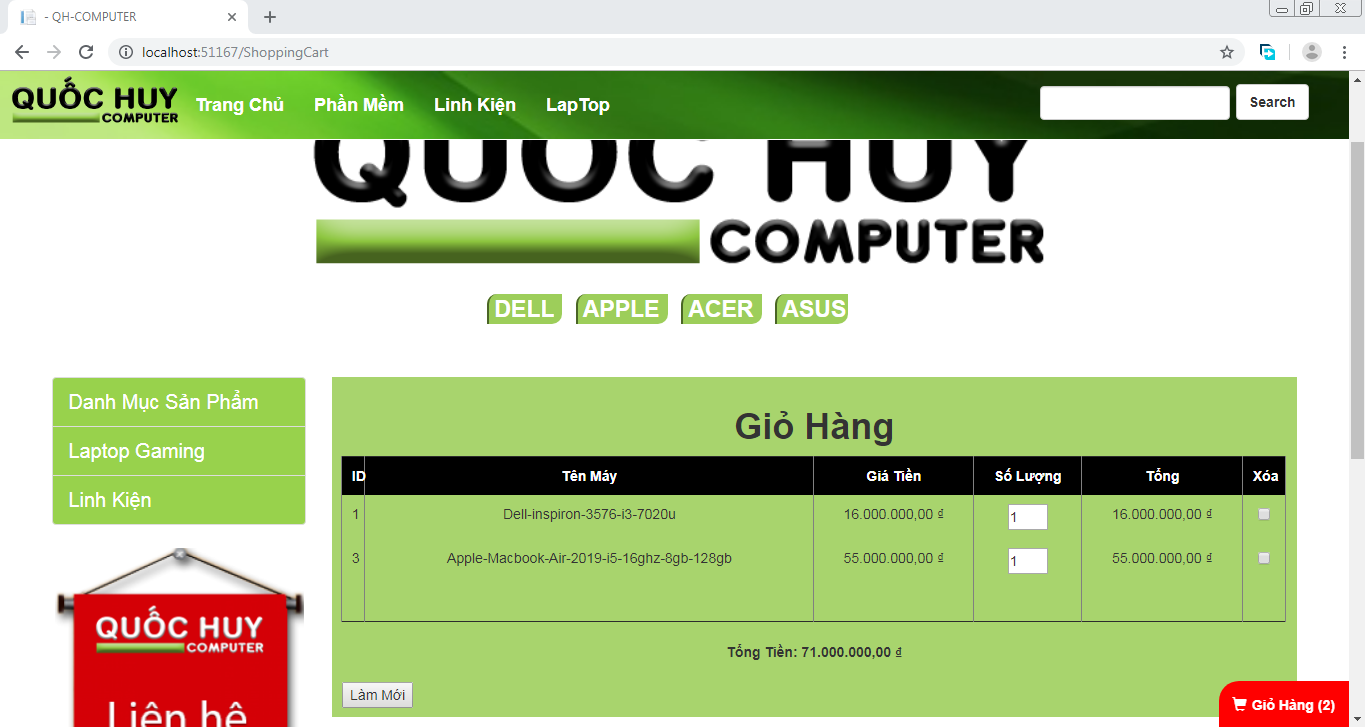 - QH-COMPUTER
localhost:51167/ShoppingCart
QUỐC HUY
COMPUTER
Trang Chủ
Phần Mềm
Linh Kiện
LapTop
Search
QUỐC HUY
COMPUTER
DELL
APPLE
ACER
ASUS
Danh Mục Sản Phẩm
Laptop Gaming
Linh Kiện
QUỐC HUY
COMPUTER
Liên hệ
Giỏ Hàng
ID Tên Máy Giá Tiền Số Lượng Tổng Xóa
1 Dell-inspiron-3576-i3-7020u 16.000.000,00 ₫ 1 16.000.000,00 ₫
3 Apple-Macbook-Air-2019-i5-16ghz-8gb-128gb 55.000.000,00 ₫ 1 55.000.000,00 ₫
Tổng Tiền: 71.000.000,00 ₫
Làm Mới
Giỏ Hàng (2)